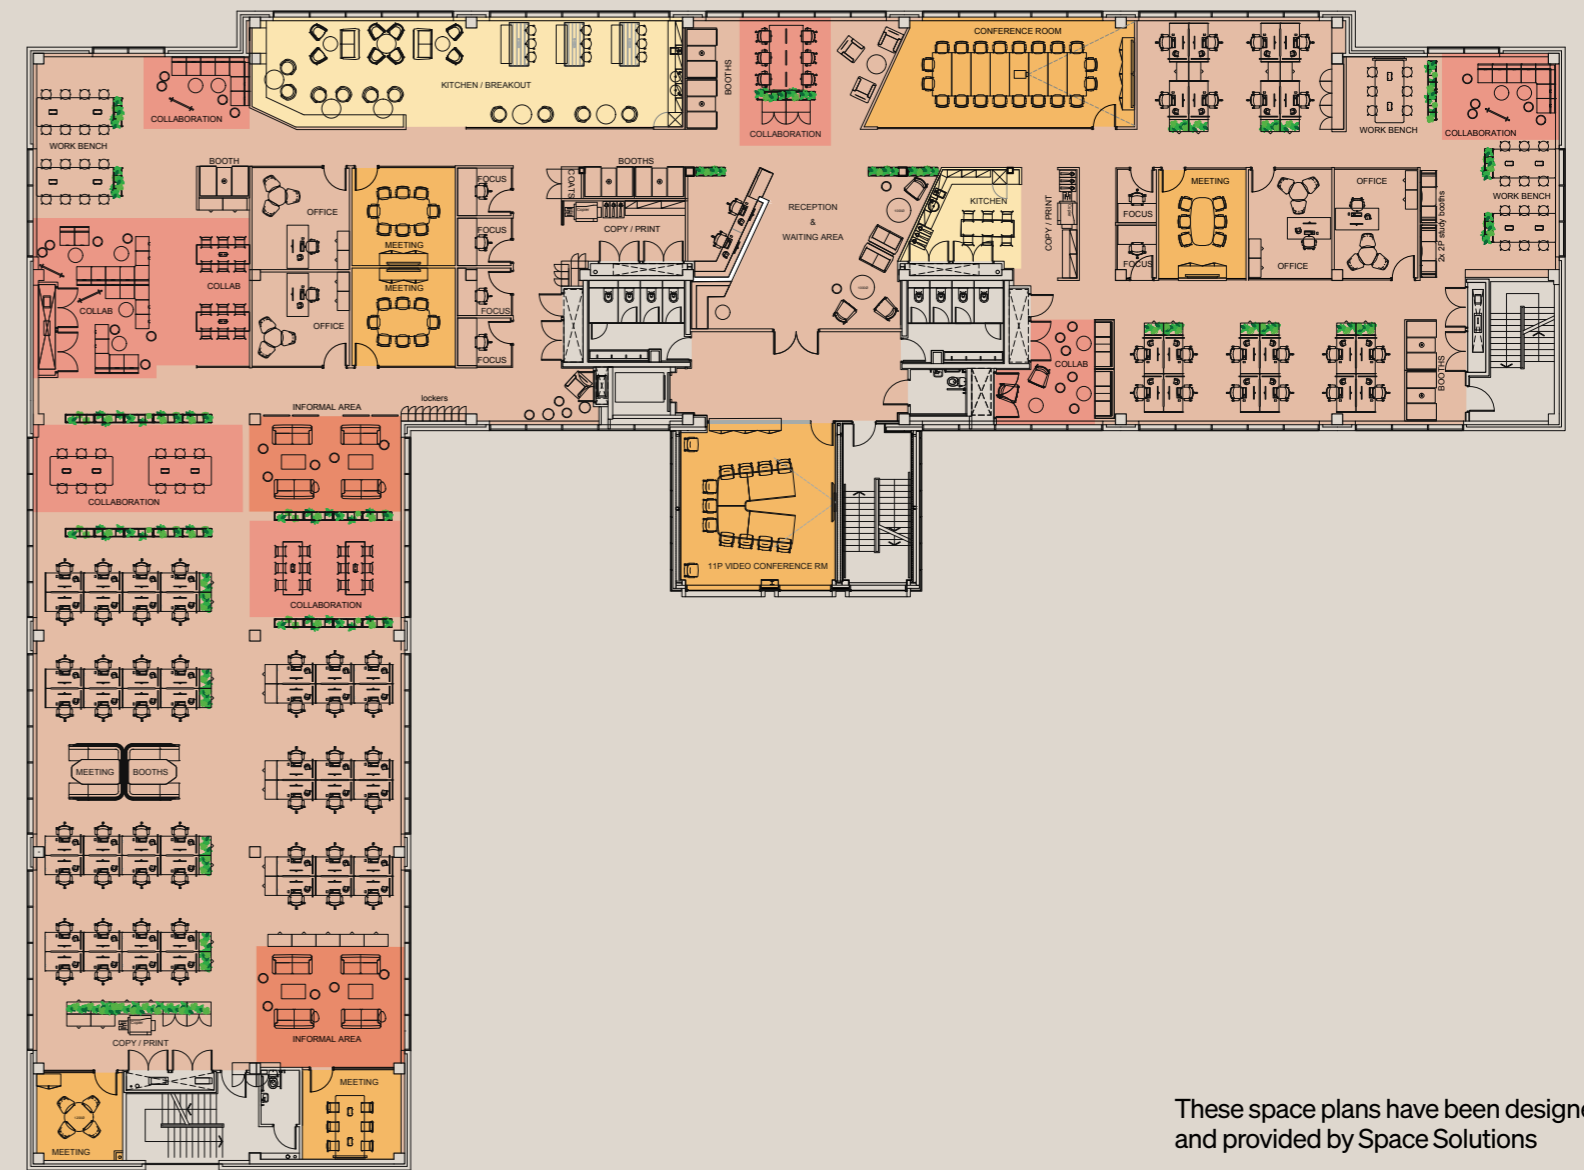 CONFERENCE ROOM
KITCHEN / BREAKOUT
BOOTHS
COLLABORATION
COLLABORATION
WORK BENCH
COLLABORATION
WORK BENCH
BOOTH
BOOTHS
COATS
FOCUS
OFFICE
MEETING
FOCUS
COPY / PRINT
RECEPTION
&
WAITING AREA
KITCHEN
COPY / PRINT
FOCUS
FOCUS
MEETING
OFFICE
OFFICE
2x 2P study booths
WORK BENCH
COLLAB
COLLAB
MEETING
OFFICE
FOCUS
FOCUS
COLLAB
BOOTHS
lockers
INFORMAL AREA
COLLABORATION
11P VIDEO CONFERENCE RM
COLLABORATION
MEETING
BOOTHS
INFORMAL AREA
COPY / PRINT
MEETING
MEETING
These space plans have been designe
and provided by Space Solutions